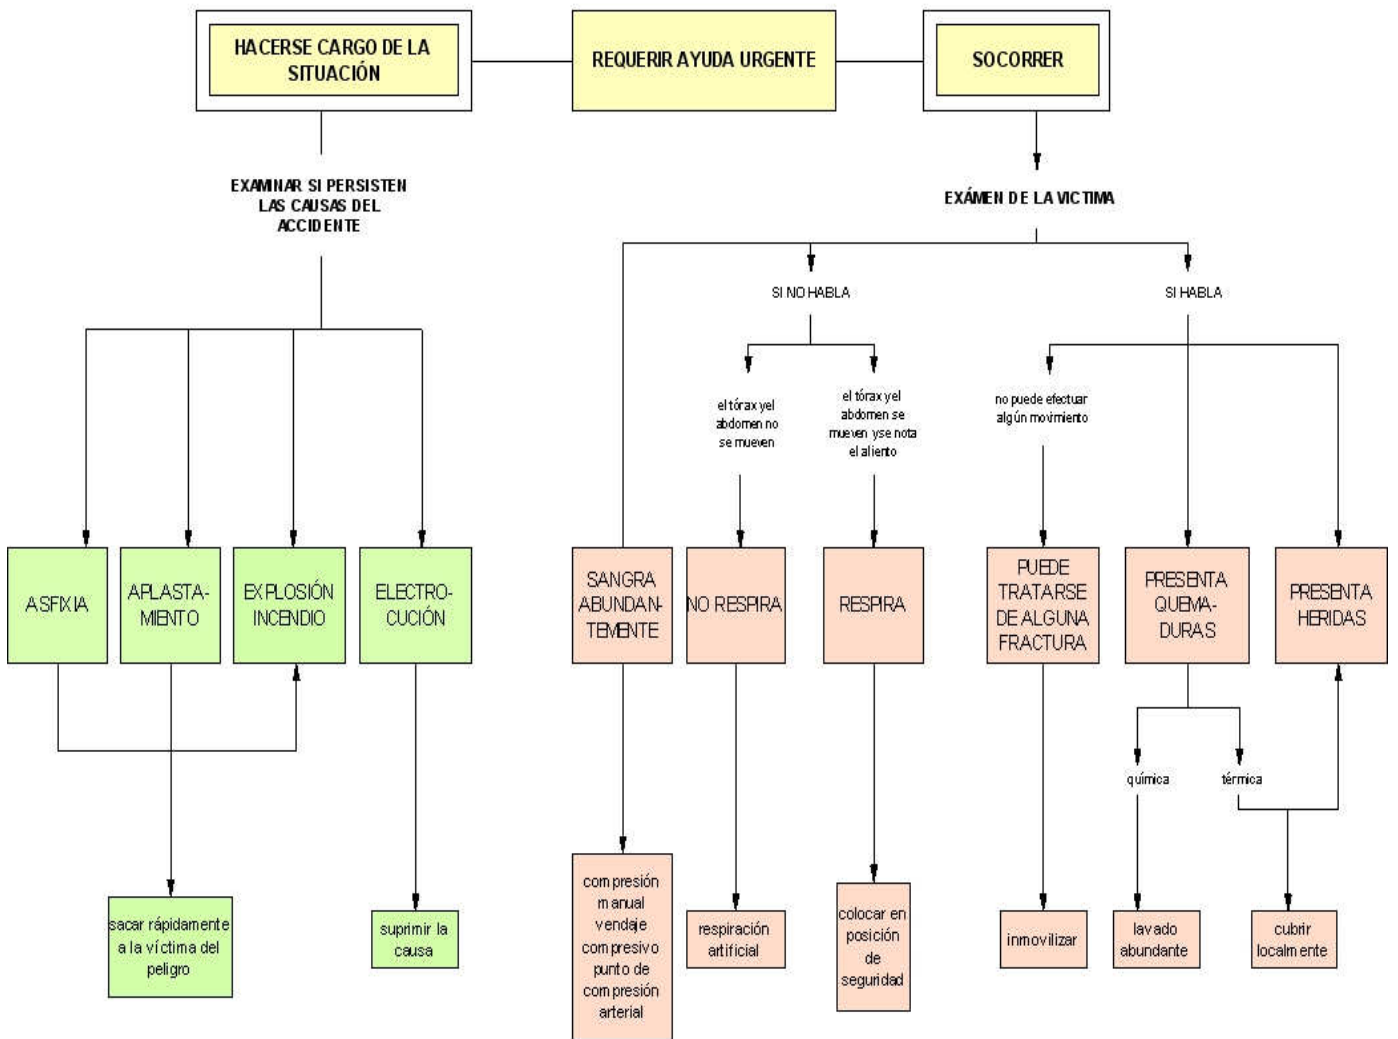 HACERSE CARGO DE LA
SITUACIÓN
REQUERIR AYUDA URGENTE
SOCORRER
EXAMINAR SI PERSISTEN
LAS CAUSAS DEL
ACCIDENTE
EXÁMEN DE LA VICTIMA
SI NO HABLA
SI HABLA
el tórax y el
abdomen no
se mueven
el tórax y el
abdomen se
mueven y se nota
el aliento
no puede efectuar
algún movimiento
ASFIXIA
APLASTA-
MIENTO
EXPLOSIÓN
INCENDIO
ELECTRO-
CUCIÓN
SANGRA
ABUNDAN-
TEMENTE
NO RESPIRA
RESPIRA
PUEDE
TRATARSE
DE ALGUNA
FRACTURA
PRESENTA
QUEMA-
DURAS
PRESENTA
HERIDAS
química
térmica
sacar rápidamente
a la víctima del
peligro
suprimir la
causa
compresión
manual
vendaje
compresivo
punto de
compresión
arterial
respiración
artificial
colocar en
posición
de
seguridad
inmovilizar
lavado
abundante
cubrir
localmente